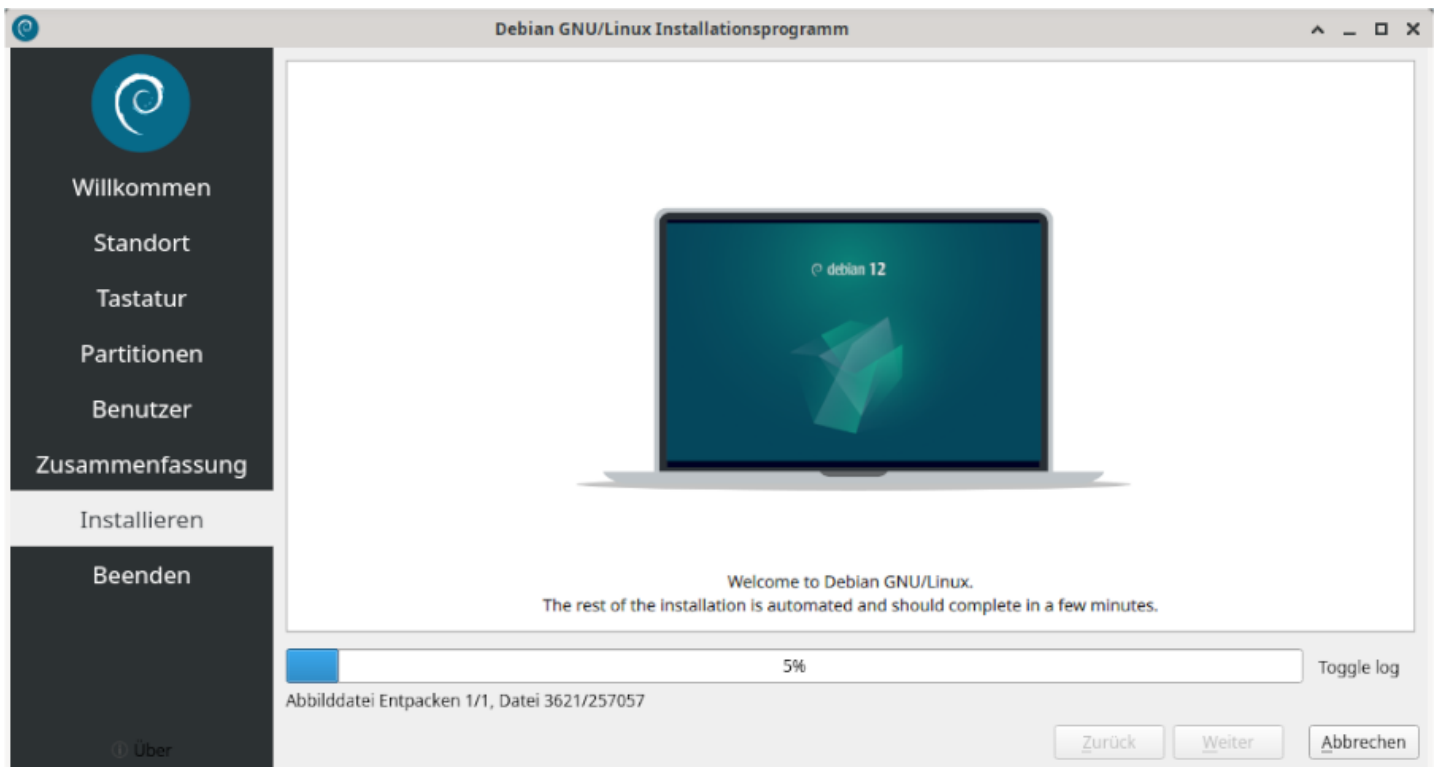 Debian GNU/Linux Installationsprogramm
Willkommen
Standort
Tastatur
Partitionen
Benutzer
Zusammenfassung
Installieren
Beenden
Über
debian 12
Welcome to Debian GNU/Linux.
The rest of the installation is automated and should complete in a few minutes.
5%
Toggle log
Abbilddatei Entpacken 1/1, Datei 3621/257057
Zurück
Weiter
Abbrechen